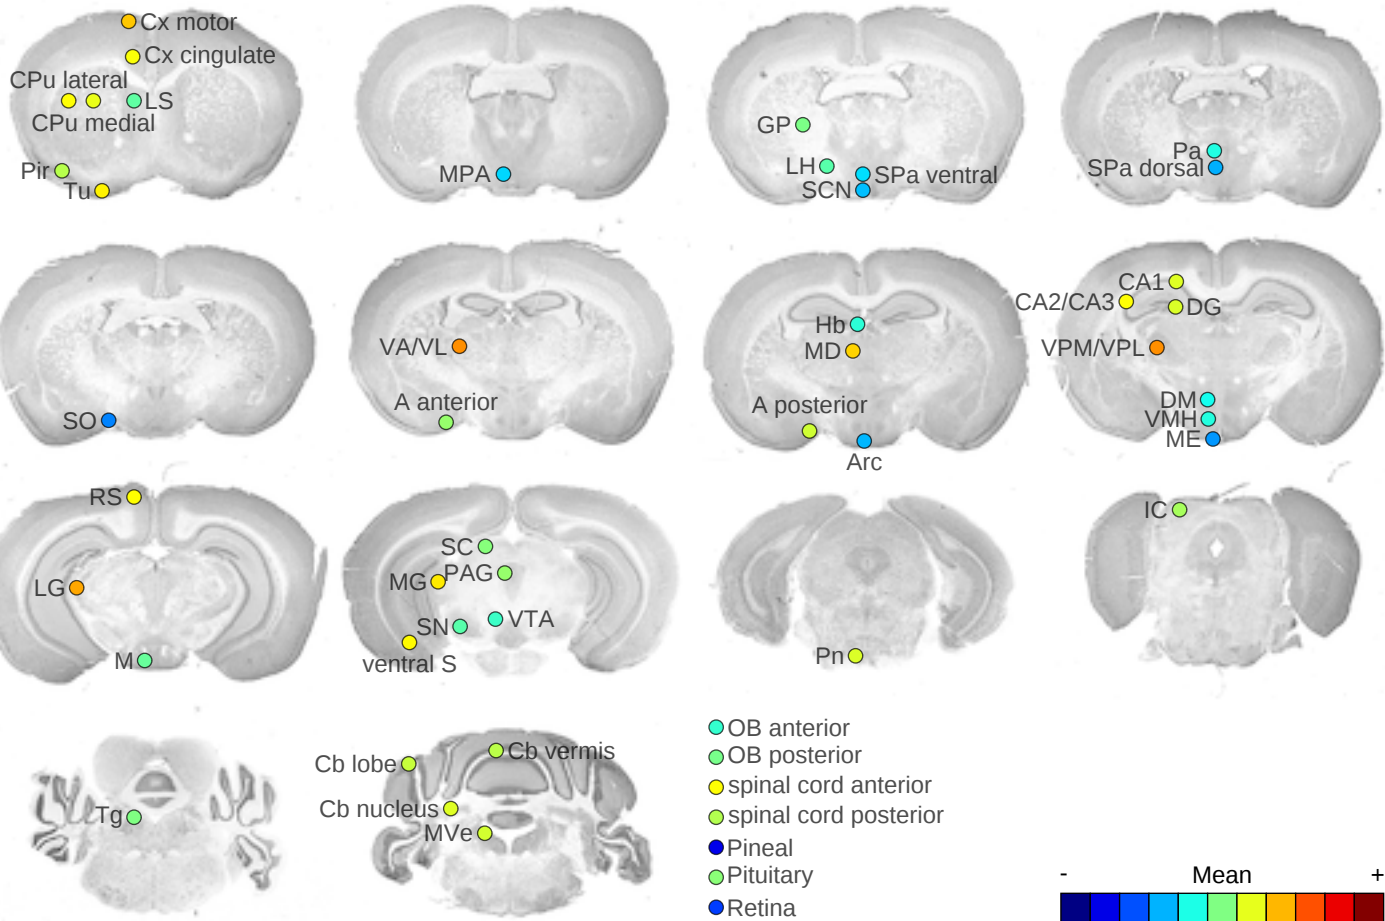 Cx motor
Cx cingulate
CPu lateral
LS
CPu medial
Pir
Tu
MPA
GP
LH
SPa ventral
SCN
Pa
SPa dorsal
SO
VA/VL
A anterior
Hb
MD
A posterior
Arc
CA1
CA2/CA3
DG
VPM/VPL
DM
VMH
ME
RS
LG
M
SC
MG
PAG
SN
VTA
ventral S
Pn
IC
Tg
Cb lobe
Cb vermis
Cb nucleus
MVe
OB anterior
OB posterior
spinal cord anterior
spinal cord posterior
Pineal
Pituitary
Retina
- Mean +